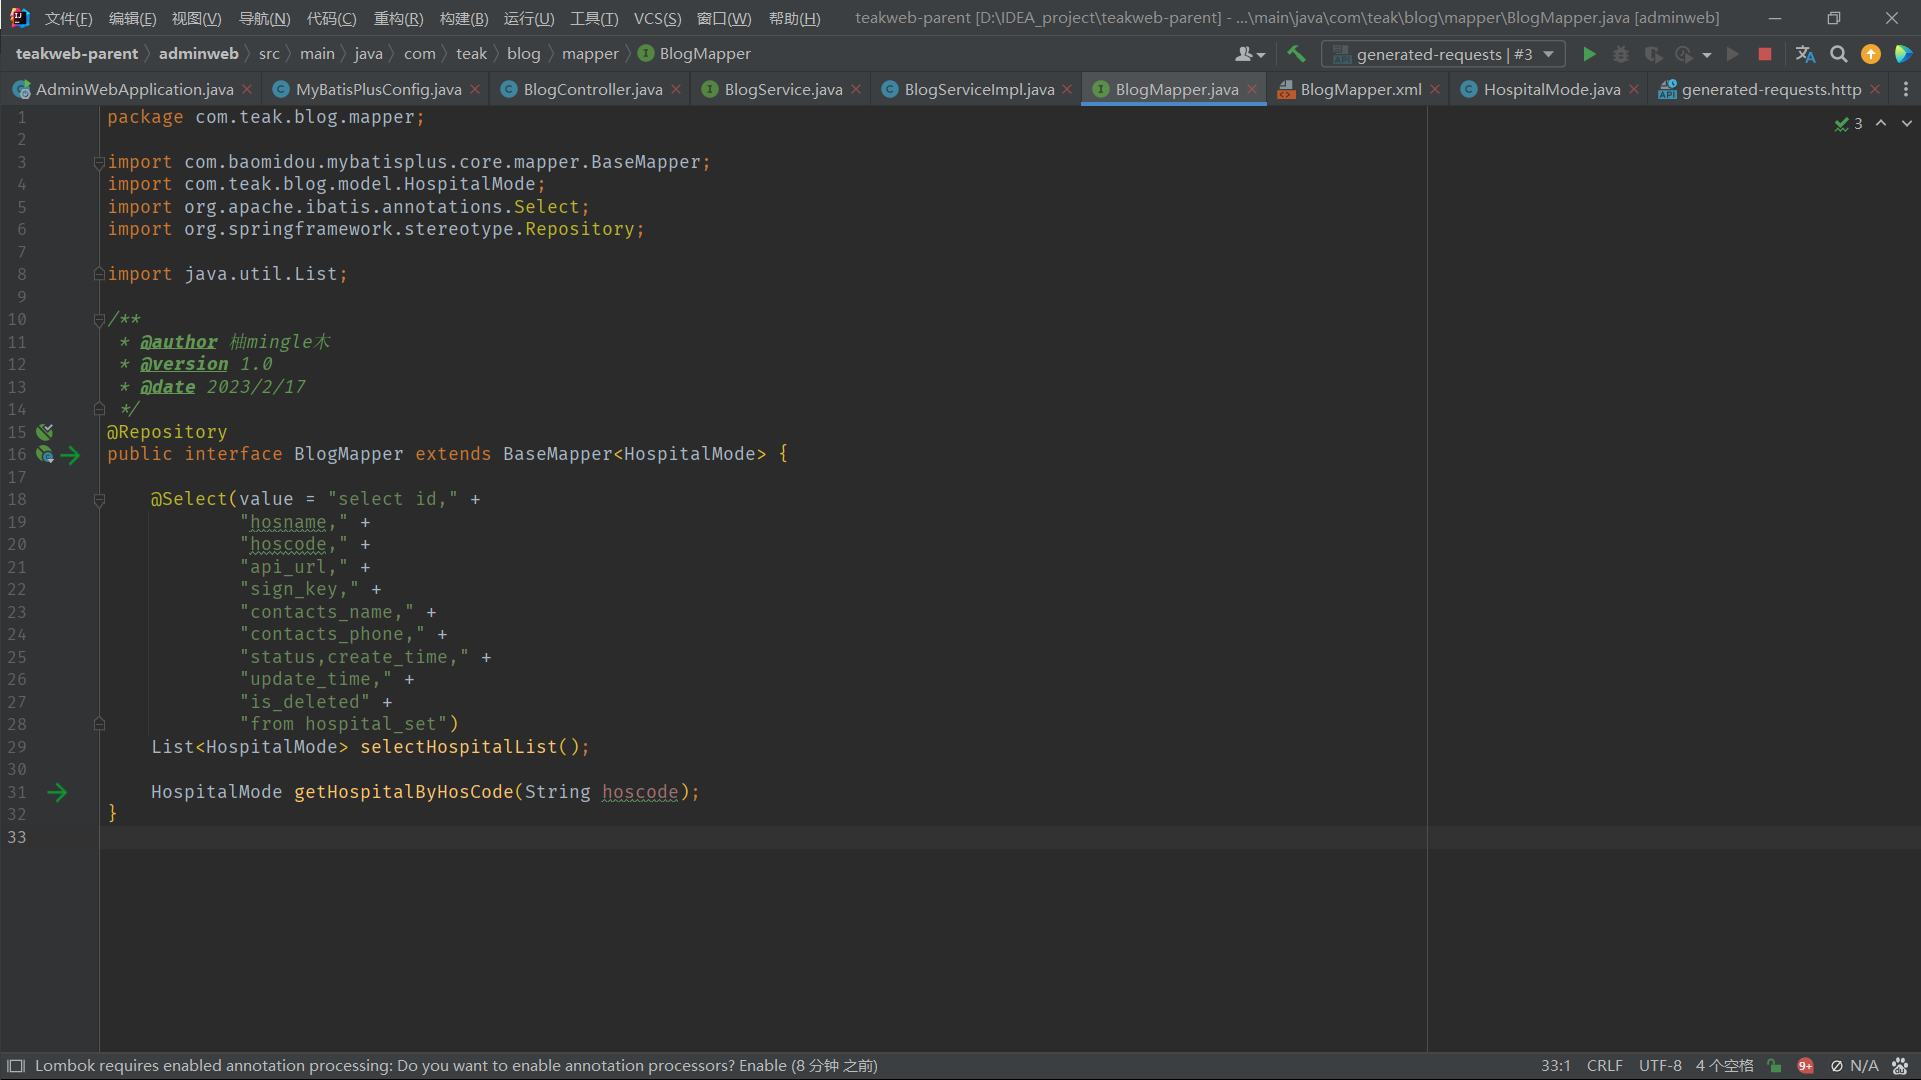 文件(F) 编辑(E) 视图(V) 导航(N) 代码(C) 重构(R) 构建(B) 运行(U) 工具(T) VCS(S) 窗口(W) 帮助(H) teakweb-parent [D:\IDEA_project\teakweb-parent] - ...\main\java\com\teak\blog\mapper\BlogMapper.java [adminweb]
teakweb-parent adminweb src main java com teak blog mapper BlogMapper generated-requests | #3
AdminWebApplication.java MyBatisPlusConfig.java BlogController.java BlogService.java BlogServiceImpl.java BlogMapper.java BlogMapper.xml HospitalMode.java generated-requests.http
1 package com.teak.blog.mapper; 3
2
3 import com.baomidou.mybatisplus.core.mapper.BaseMapper;
4 import com.teak.blog.model.HospitalMode;
5 import org.apache.ibatis.annotations.Select;
6 import org.springframework.stereotype.Repository;
7
8 import java.util.List;
9
10 /**
11 * @author 柚mingle木
12 * @version 1.0
13 * @date 2023/2/17
14 */
15 @Repository
16 public interface BlogMapper extends BaseMapper<HospitalMode> {
17
18 @Select(value = "select id," +
19 "hosname," +
20 "hoscode," +
21 "api_url," +
22 "sign_key," +
23 "contacts_name," +
24 "contacts_phone," +
25 "status,create_time," +
26 "update_time," +
27 "is_deleted" +
28 "from hospital_set")
29 List<HospitalMode> selectHospitalList();
30
31 HospitalMode getHospitalByHosCode(String hoscode);
32 }
33
Lombok requires enabled annotation processing: Do you want to enable annotation processors? Enable (8 分钟 之前) 33:1 CRLF UTF-8 4 个空格 9+ N/A